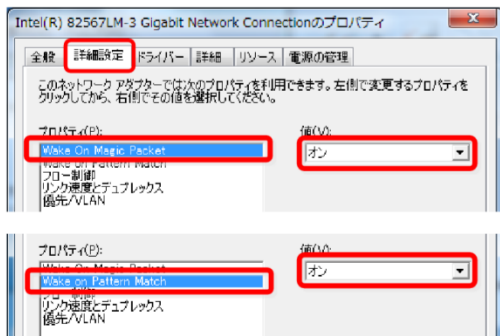 Intel(R) 82567LM-3 Gigabit Network Connectionのプロパティ
全般 詳細設定 ドライバー 詳細 リソース 電源の管理
このネットワーク アダプターでは次のプロパティを利用できます。左側で変更するプロパティを
クリックしてから、右側でその値を選択してください。
プロパティ(P): 値(V):
Wake On Magic Packet オン
Wake on Pattern Match
フロー制御
リンク速度とデュプレックス
優先/VLAN
プロパティ(P): 値(V):
Wake On Magic Packet オン
Wake on Pattern Match
フロー制御
リンク速度とデュプレックス
優先/VLAN